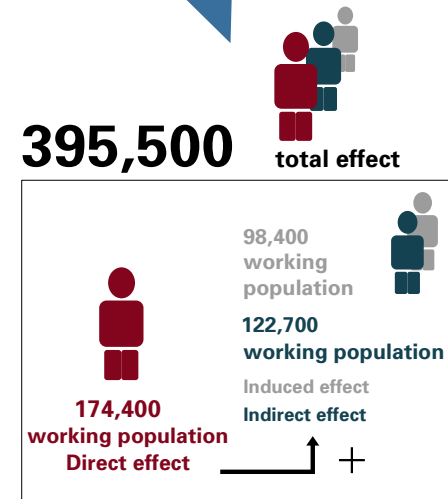 395,500 total effect
98,400
working
population
122,700
working population
Induced effect
Indirect effect
174,400
working population
Direct effect
+